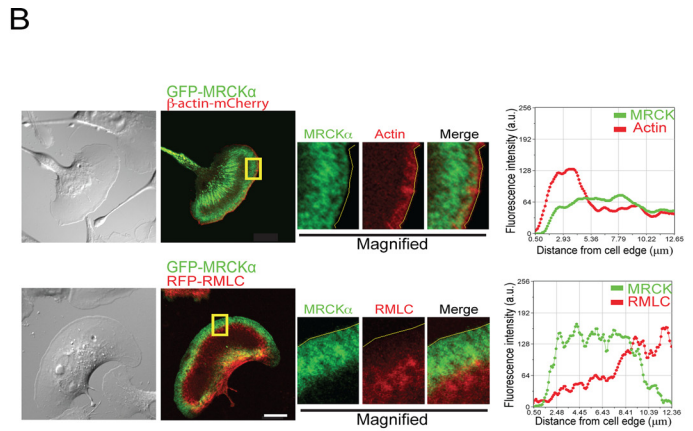 B
GFP-MRCKα
β-actin-mCherry
MRCKα Actin Merge
Magnified
Fluorescence intensity (a.u.)
256
192
128
64
0
0.50 2.93 5.36 7.79 10.22 12.65
Distance from cell edge (μm)
MRCK
Actin
GFP-MRCKα
RFP-RMLC
MRCKα RMLC Merge
Magnified
Fluorescence intensity (a.u.)
256
192
128
64
0
0.50 2.48 4.45 6.43 8.41 10.39 12.36
Distance from cell edge (μm)
MRCK
RMLC